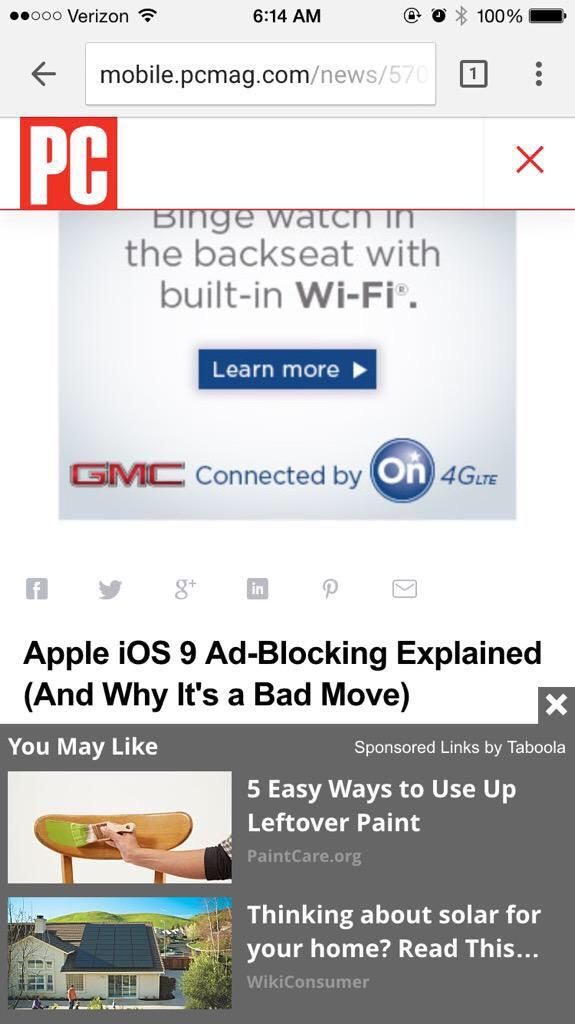 Verizon 6:14 AM 100%
mobile.pcmag.com/news/570
1
PC
Binge watch in
the backseat with
built-in Wi-Fi®.
Learn more
GMC Connected by On 4G LTE
f g+ in
Apple iOS 9 Ad-Blocking Explained
(And Why It's a Bad Move)
You May Like Sponsored Links by Taboola
5 Easy Ways to Use Up
Leftover Paint
PaintCare.org
Thinking about solar for
your home? Read This...
WikiConsumer